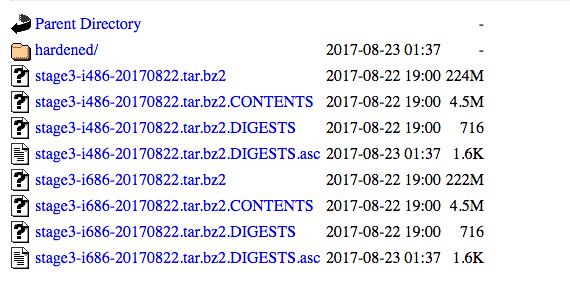 Parent Directory -
hardened/ 2017-08-23 01:37 -
stage3-i486-20170822.tar.bz2 2017-08-22 19:00 224M
stage3-i486-20170822.tar.bz2.CONTENTS 2017-08-22 19:00 4.5M
stage3-i486-20170822.tar.bz2.DIGESTS 2017-08-22 19:00 716
stage3-i486-20170822.tar.bz2.DIGESTS.asc 2017-08-23 01:37 1.6K
stage3-i686-20170822.tar.bz2 2017-08-22 19:00 222M
stage3-i686-20170822.tar.bz2.CONTENTS 2017-08-22 19:00 4.5M
stage3-i686-20170822.tar.bz2.DIGESTS 2017-08-22 19:00 716
stage3-i686-20170822.tar.bz2.DIGESTS.asc 2017-08-23 01:37 1.6K